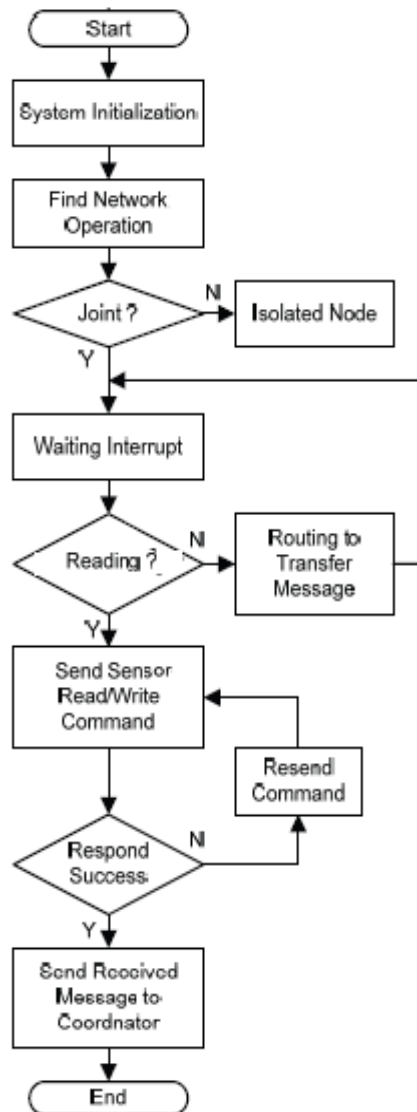 Start
System Initialization
Find Network
Operation
Joint ?
N
Isolated Node
Y
Waiting Interrupt
Reading ?
N
Routing to
Transfer
Message
Y
Send Sensor
Read/Write
Command
Resend
Command
Respond
Success
N
Y
Send Received
Message to
Coordnator
End